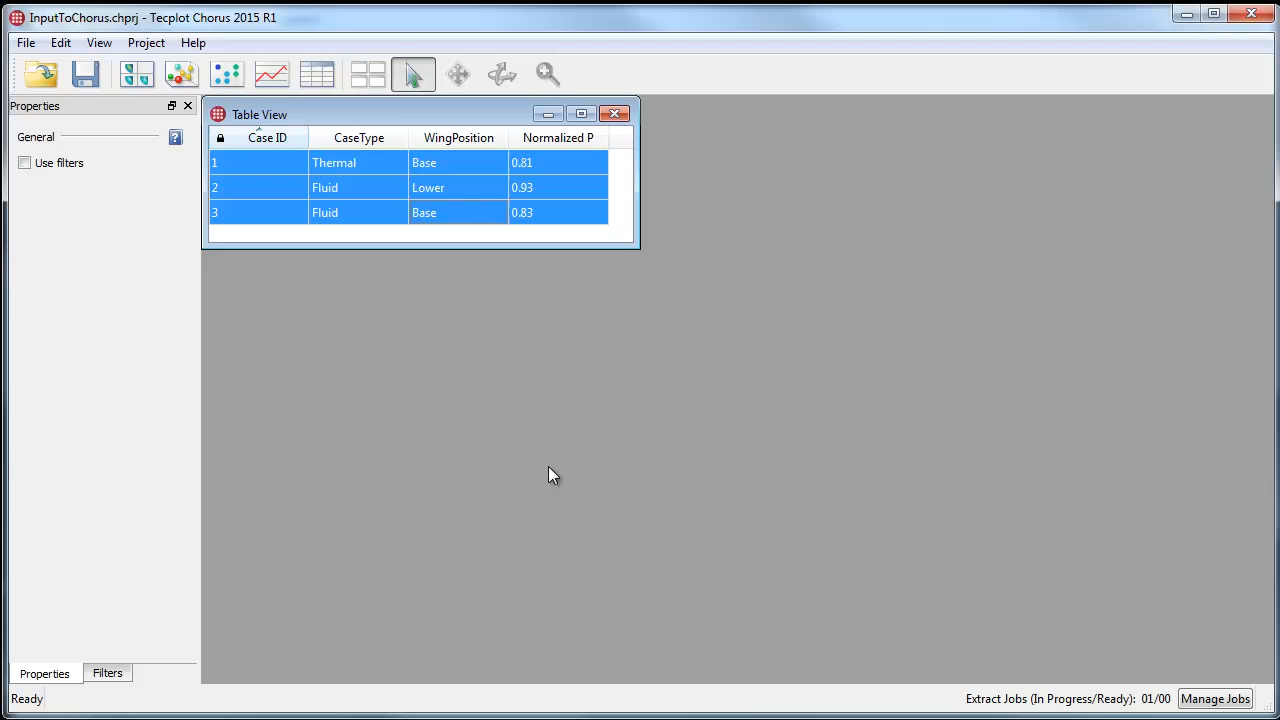 InputToChorus.chprj - Tecplot Chorus 2015 R1
File Edit View Project Help
Properties
Table View
General
Use filters
Case ID CaseType WingPosition Normalized P
1 Thermal Base 0.81
2 Fluid Lower 0.93
3 Fluid Base 0.83
Properties Filters
Ready
Extract Jobs (In Progress/Ready): 01/00 Manage Jobs